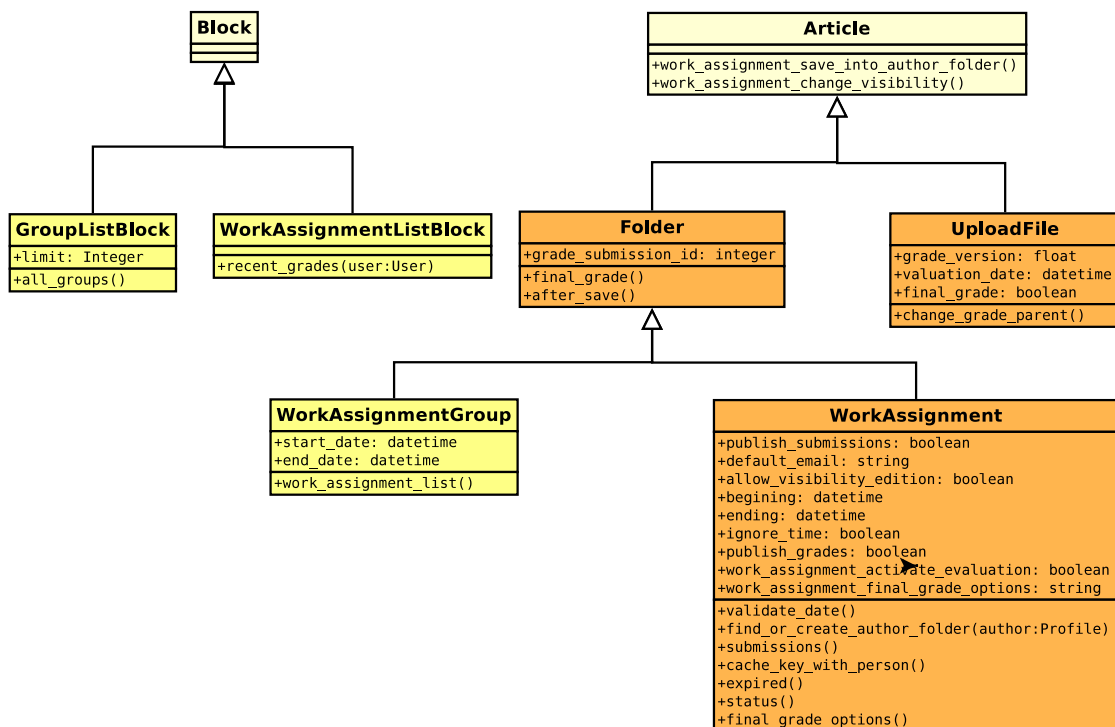 Block
Article
+work_assignment_save_into_author_folder()
+work_assignment_change_visibility()
GroupListBlock
+limit: Integer
+all_groups()
WorkAssignmentListBlock
+recent_grades(user:User)
Folder
+grade_submission_id: integer
+final_grade()
+after_save()
UploadFile
+grade_version: float
+valuation_date: datetime
+final_grade: boolean
+change_grade_parent()
WorkAssignmentGroup
+start_date: datetime
+end_date: datetime
+work_assignment_list()
WorkAssignment
+publish_submissions: boolean
+default_email: string
+allow_visibility_edition: boolean
+begining: datetime
+ending: datetime
+ignore_time: boolean
+publish_grades: boolean
+work_assignment_activate_evaluation: boolean
+work_assignment_final_grade_options: string
+validate_date()
+find_or_create_author_folder(author:Profile)
+submissions()
+cache_key_with_person()
+expired()
+status()
+final_grade_options()